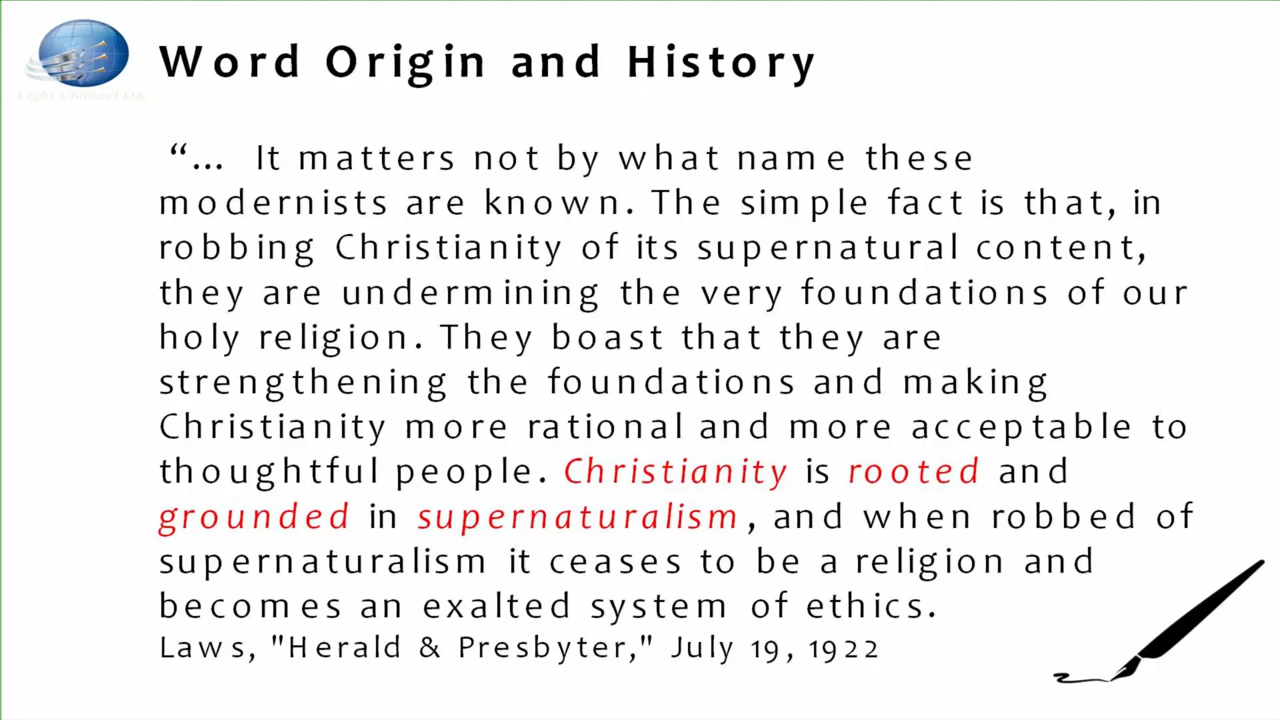 Word Origin and History
Light Channel DK
“... It matters not by what name these
modernists are known. The simple fact is that, in
robbing Christianity of its supernatural content,
they are undermining the very foundations of our
holy religion. They boast that they are
strengthening the foundations and making
Christianity more rational and more acceptable to
thoughtful people. Christianity is rooted and
grounded in supernaturalism, and when robbed of
supernaturalism it ceases to be a religion and
becomes an exalted system of ethics.
Laws, "Herald & Presbyter," July 19, 1922